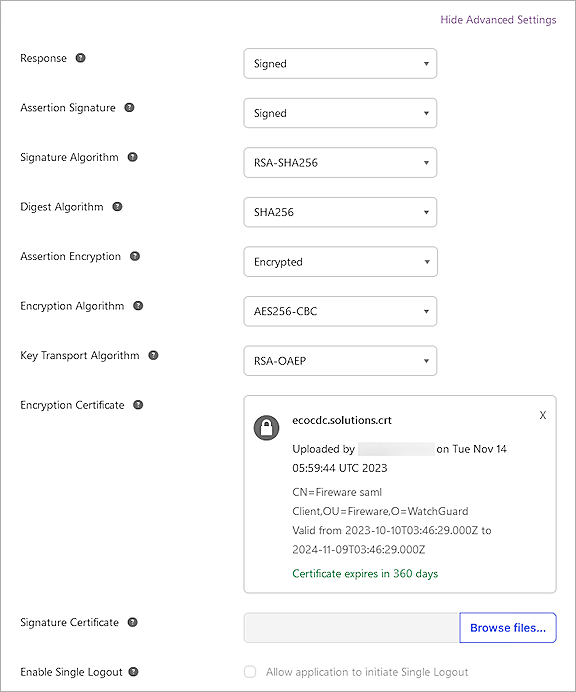 Hide Advanced Settings
Response ?
Signed
Assertion Signature ?
Signed
Signature Algorithm ?
RSA-SHA256
Digest Algorithm ?
SHA256
Assertion Encryption ?
Encrypted
Encryption Algorithm ?
AES256-CBC
Key Transport Algorithm ?
RSA-OAEP
Encryption Certificate ?
ecocdc.solutions.crt X
Uploaded by on Tue Nov 14
05:59:44 UTC 2023
CN=Fireware saml
Client,OU=Fireware,O=WatchGuard
Valid from 2023-10-10T03:46:29.000Z to
2024-11-09T03:46:29.000Z
Certificate expires in 360 days
Signature Certificate ?
Browse files...
Enable Single Logout ?
Allow application to initiate Single Logout